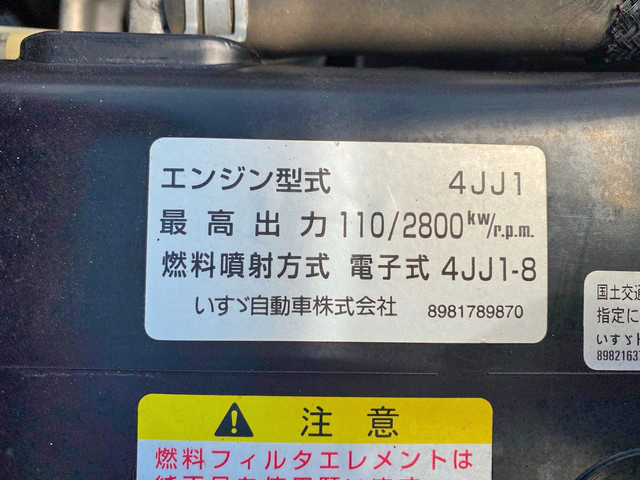 エンジン型式 4JJ1
最高出力 110/2800kw/r.p.m.
燃料噴射方式 電子式 4JJ1-8
いすゞ自動車株式会社 8981789870
国土交通
指定に
いすゞ
8982163
注意
燃料フィルタエレメントは